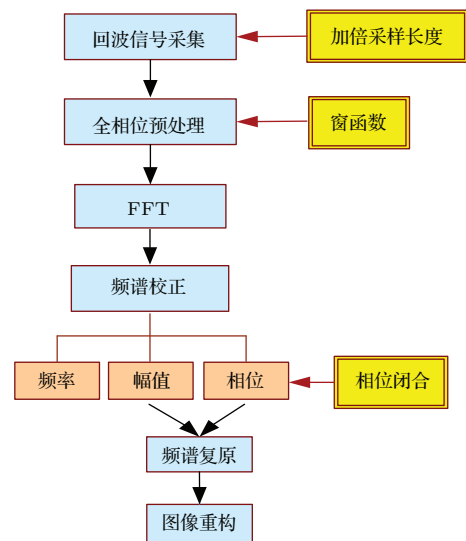 回波信号采集
加倍采样长度
全相位预处理
窗函数
FFT
频谱校正
频率
幅值
相位
相位闭合
频谱复原
图像重构